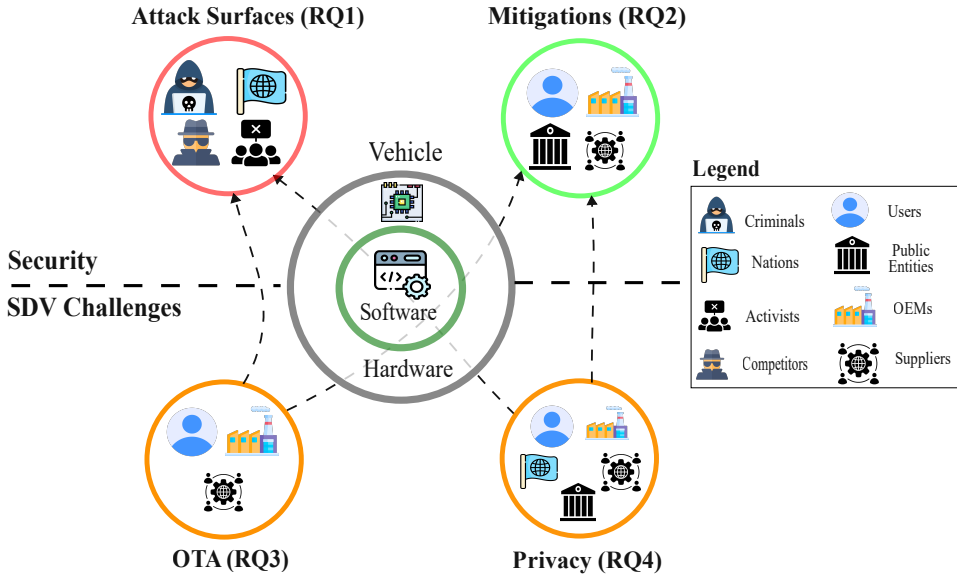 Attack Surfaces (RQ1)
Mitigations (RQ2)
Vehicle
Software
Hardware
Security
SDV Challenges
OTA (RQ3)
Privacy (RQ4)
Legend
Criminals
Users
Nations
Public
Entities
Activists
OEMs
Competitors
Suppliers